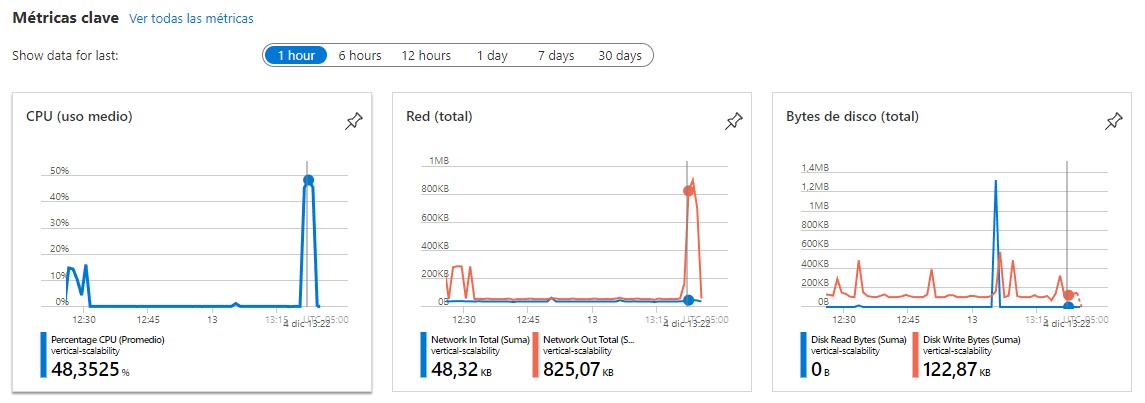 Métricas clave Ver todas las métricas
Show data for last: 1 hour 6 hours 12 hours 1 day 7 days 30 days
CPU (uso medio)
50%
40%
30%
20%
10%
0%
12:30 12:45 13 13:15 UTC-05:00
4 dic 13:22
Percentage CPU (Promedio)
vertical-scalability
48,3525 %
Red (total)
1MB
800KB
600KB
400KB
200KB
0B
12:30 12:45 13 13:15 UTC-05:00
4 dic 13:22
Network In Total (Suma) Network Out Total (S...
vertical-scalability vertical-scalability
48,32 KB 825,07 KB
Bytes de disco (total)
1,4MB
1,2MB
1MB
800KB
600KB
400KB
200KB
0B
12:30 12:45 13 13:15 UTC-05:00
4 dic 13:22
Disk Read Bytes (Suma) Disk Write Bytes (Suma)
vertical-scalability vertical-scalability
0 B 122,87 KB